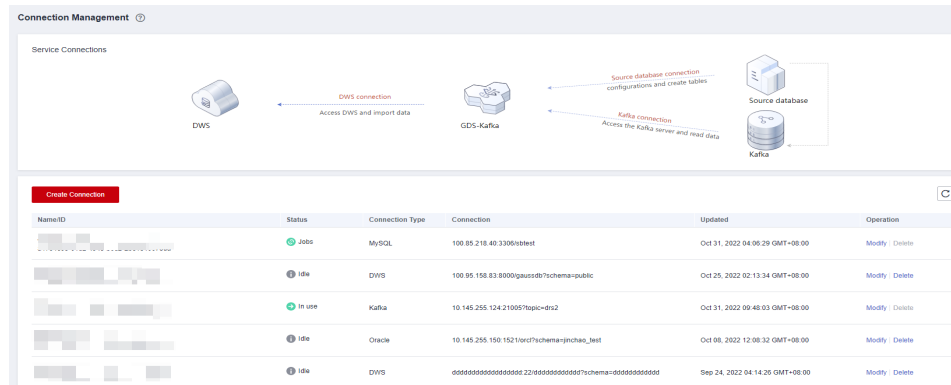 Connection Management
Service Connections
Source database connection
configurations and create tables
DWS connection
Access DWS and import data
Source database
Kafka connection
Access the Kafka server and read data
DWS
GDS-Kafka
Kafka
Create Connection
Name/ID Status Connection Type Connection Updated Operation
Jobs MySQL 100.85.218.40:3306/sbtest Oct 31, 2022 04:06:29 GMT+08:00 Modify Delete
Idle DWS 100.95.158.83:8000/gaussdb?schema=public Oct 25, 2022 02:13:34 GMT+08:00 Modify Delete
In use Kafka 10.145.255.124:21005?topic=drs2 Oct 31, 2022 09:48:03 GMT+08:00 Modify Delete
Idle Oracle 10.145.255.150:1521/orcl?schema=jinchao_test Oct 08, 2022 12:08:32 GMT+08:00 Modify Delete
Idle DWS Sep 24, 2022 04:14:26 GMT+08:00 Modify Delete